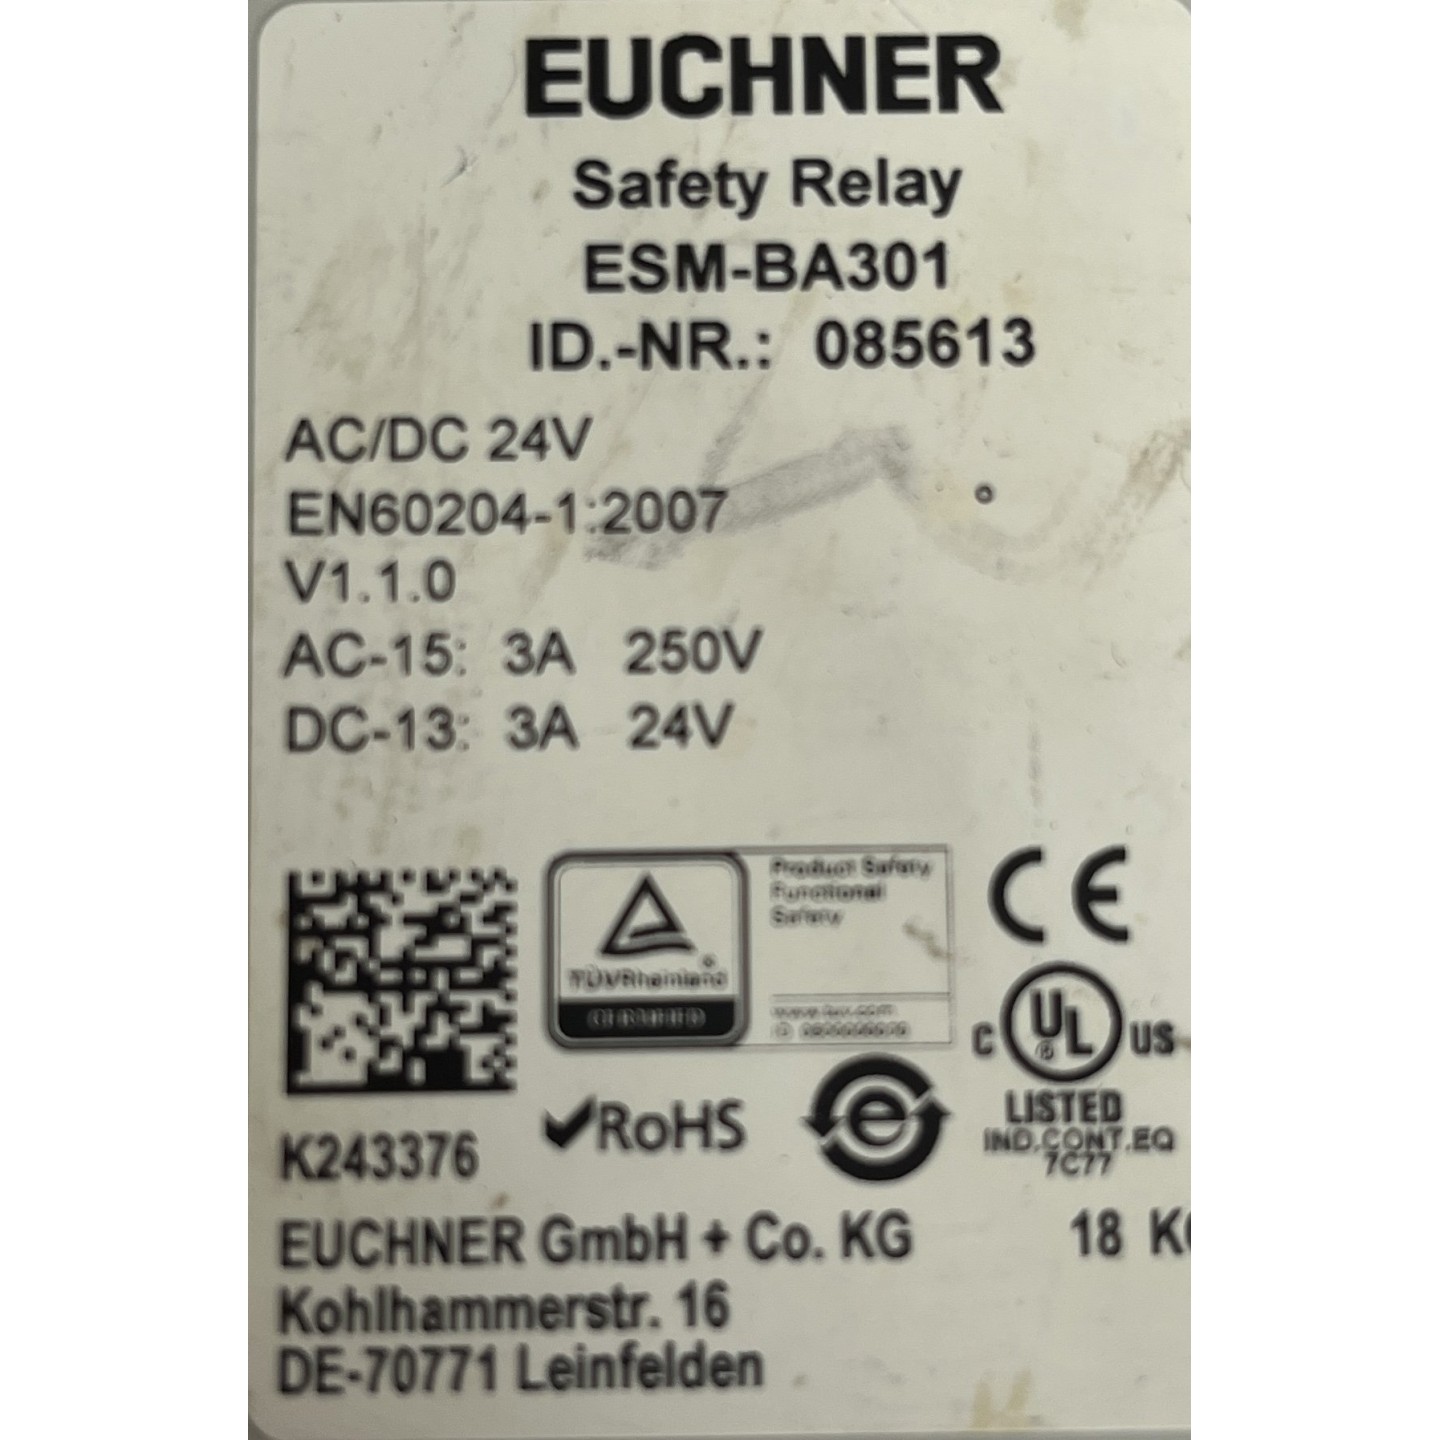 EUCHNER
Safety Relay
ESM-BA301
ID.-NR.: 085613
AC/DC 24V
EN60204-1:2007
V1.1.0
AC-15: 3A 250V
DC-13: 3A 24V
Product Safety
Functional
Safety
TÜVRheinland
CERTIFIED
www.tuv.com
ID
CE
C UL US
®
LISTED
IND.CONT.EQ
7C77
RoHS
e
K243376
EUCHNER GmbH + Co. KG 18
Kohlhammerstr. 16
DE-70771 Leinfelden